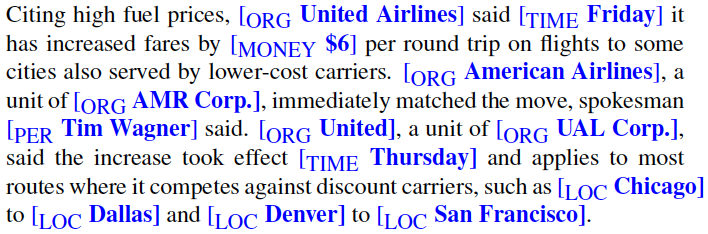 Citing high fuel prices, [ORG United Airlines] said [TIME Friday] it
has increased fares by [MONEY $6] per round trip on flights to some
cities also served by lower-cost carriers. [ORG American Airlines], a
unit of [ORG AMR Corp.], immediately matched the move, spokesman
[PER Tim Wagner] said. [ORG United], a unit of [ORG UAL Corp.],
said the increase took effect [TIME Thursday] and applies to most
routes where it competes against discount carriers, such as [LOC Chicago]
to [LOC Dallas] and [LOC Denver] to [LOC San Francisco].